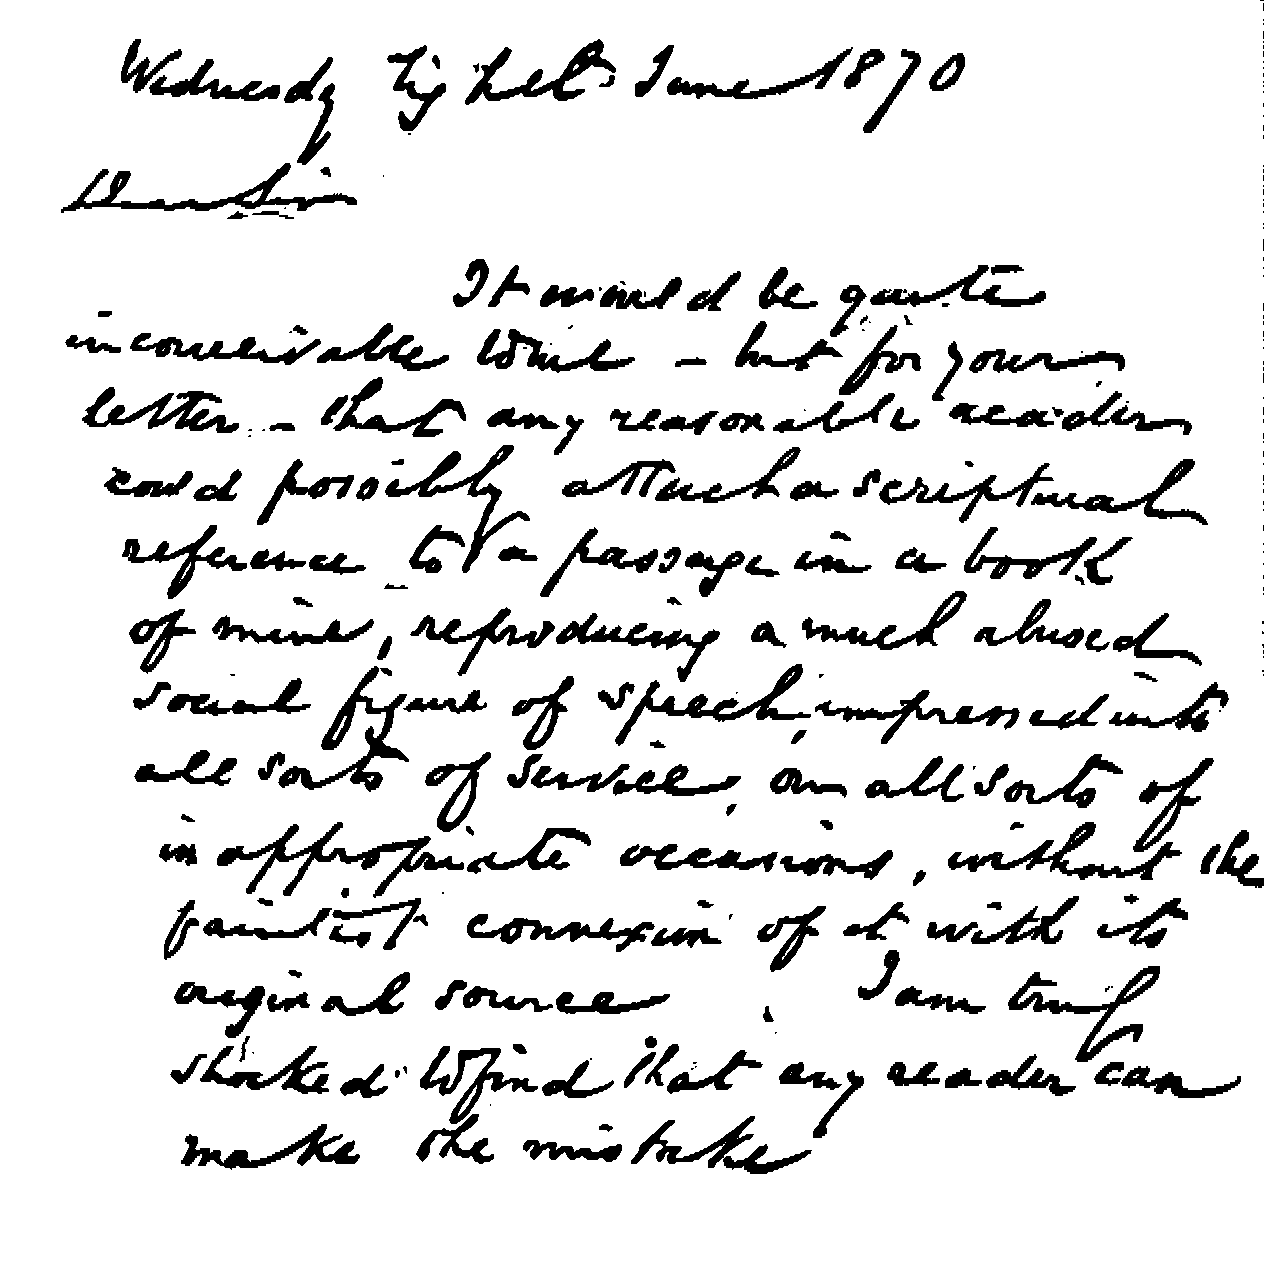 Wednesday Eighth June 1870
Dear Sir
It would be quite
inconceivable to me – but for your
letter – that any reasonable reader
could possibly attach a scriptural
reference to a passage in a book
of mine, reproducing a much abused
social figure of speech, impressed into
all sorts of service, on all sorts of
inappropriate occasions, without the
faintest connexion of it with its
original source. I am truly
shocked to find that any reader can
make the mistake